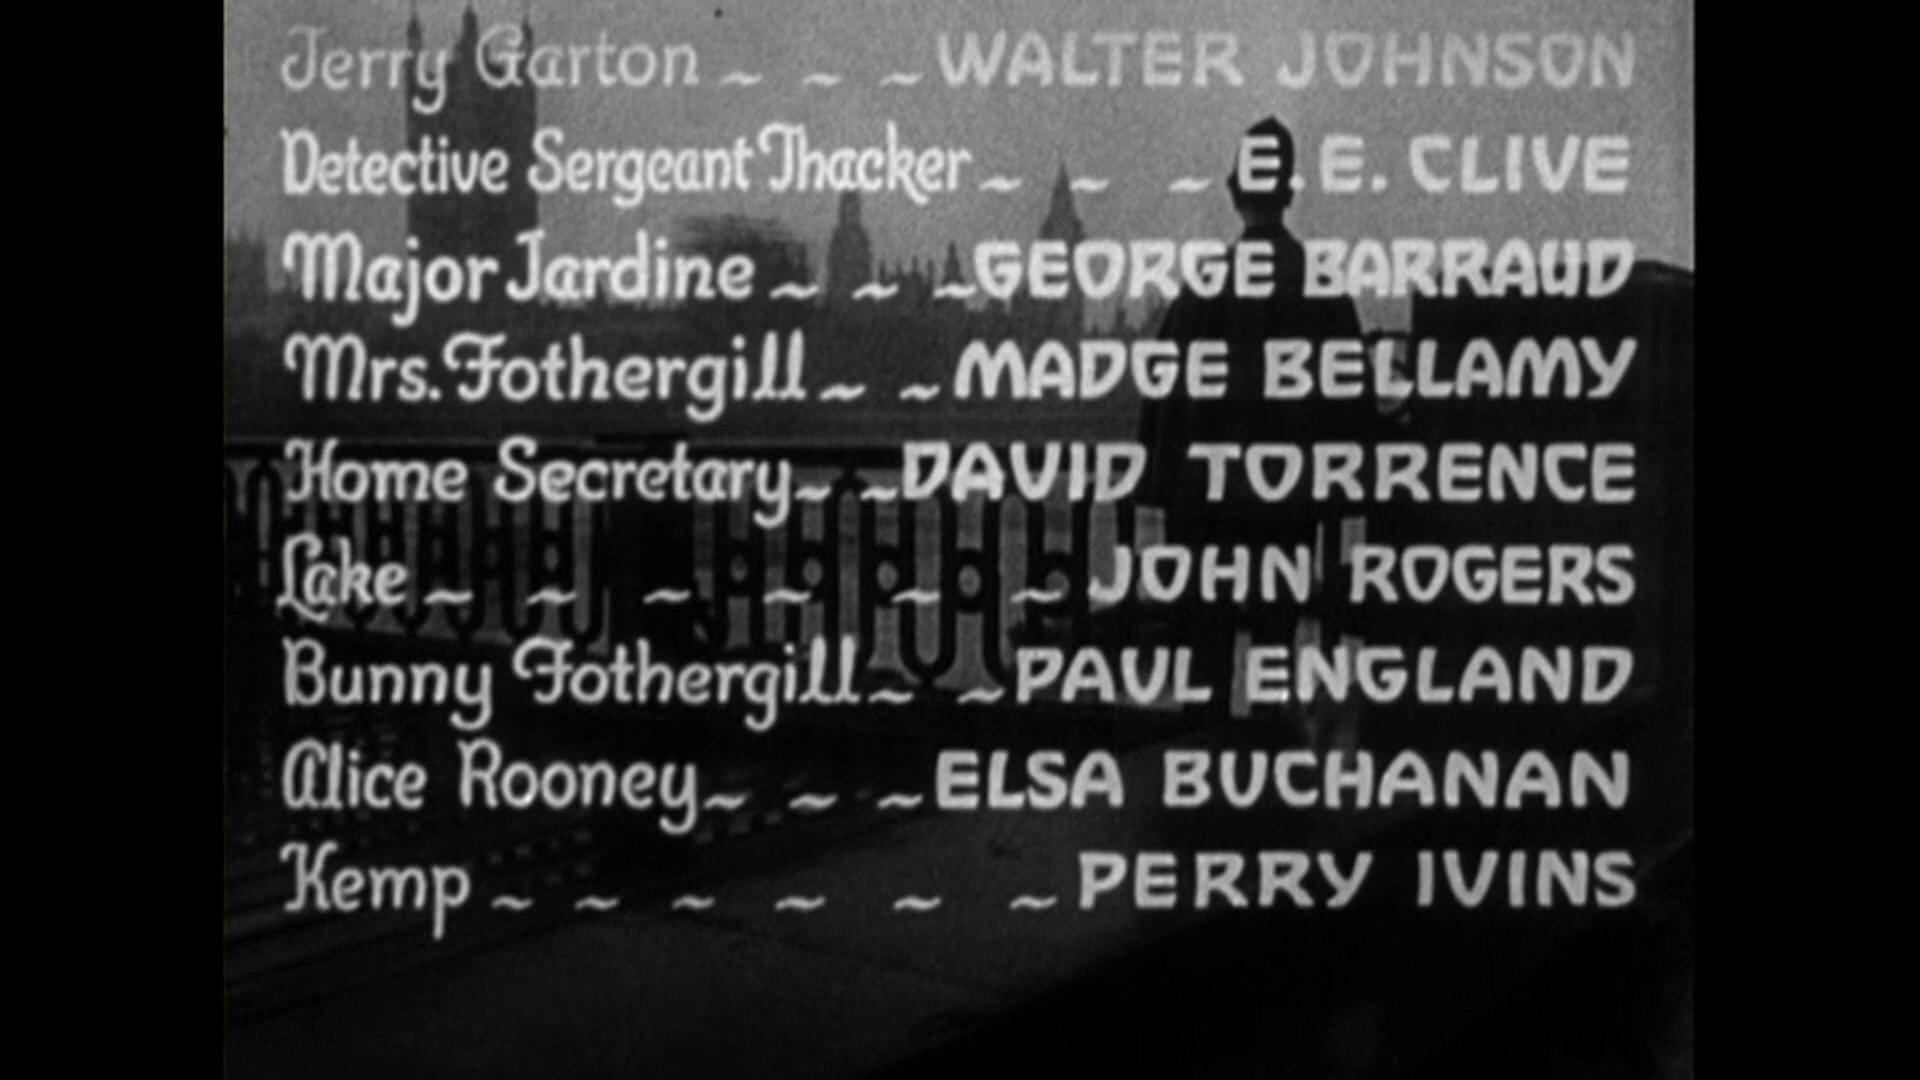 Jerry Garton ~ ~ ~ WALTER JOHNSON
Detective Sergeant Thacker ~ ~ ~ E. E. CLIVE
Major Jardine ~ ~ ~ GEORGE BARRAUD
Mrs. Fothergill ~ ~ MADGE BELLAMY
Home Secretary ~ ~ DAVID TORRENCE
Lake ~ ~ ~ ~ ~ ~ JOHN ROGERS
Bunny Fothergill ~ ~ PAUL ENGLAND
Alice Rooney ~ ~ ~ ELSA BUCHANAN
Kemp ~ ~ ~ ~ ~ ~ PERRY IVINS